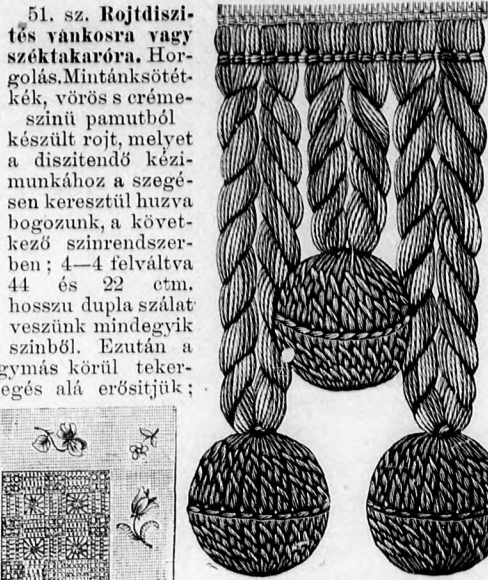 51. sz. Rojtdiszi-
tés vánkosra vagy
széktakaróra. Hor-
golás.Mintánksötét-
kék, vörös s créme-
szinü pamutból
készült rojt, melyet
a diszitendő kézi-
munkához a szegé-
sen keresztül huzva
bogozunk, a követ-
kező szinrendszer-
ben ; 4—4 felváltva
44 és 22 ctm.
hosszu dupla szálat
veszünk mindegyik
szinből. Ezután a
gymás körül teker-
egés alá erősitjük ;